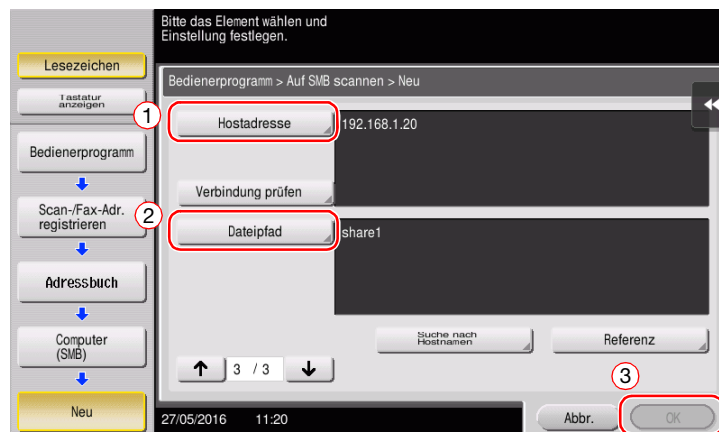 Bitte das Element wählen und
Einstellung festlegen.
Lesezeichen
Tastatur
anzeigen
Bedienerprogramm > Auf SMB scannen > Neu
1
Hostadresse
192.168.1.20
Bedienerprogramm
Verbindung prüfen
Scan-/Fax-Adr.
registrieren
2
Dateipfad
share1
Adressbuch
Computer
(SMB)
Suche nach
Hostnamen
Referenz
3 / 3
3
Neu
27/05/2016 11:20
Abbr.
OK